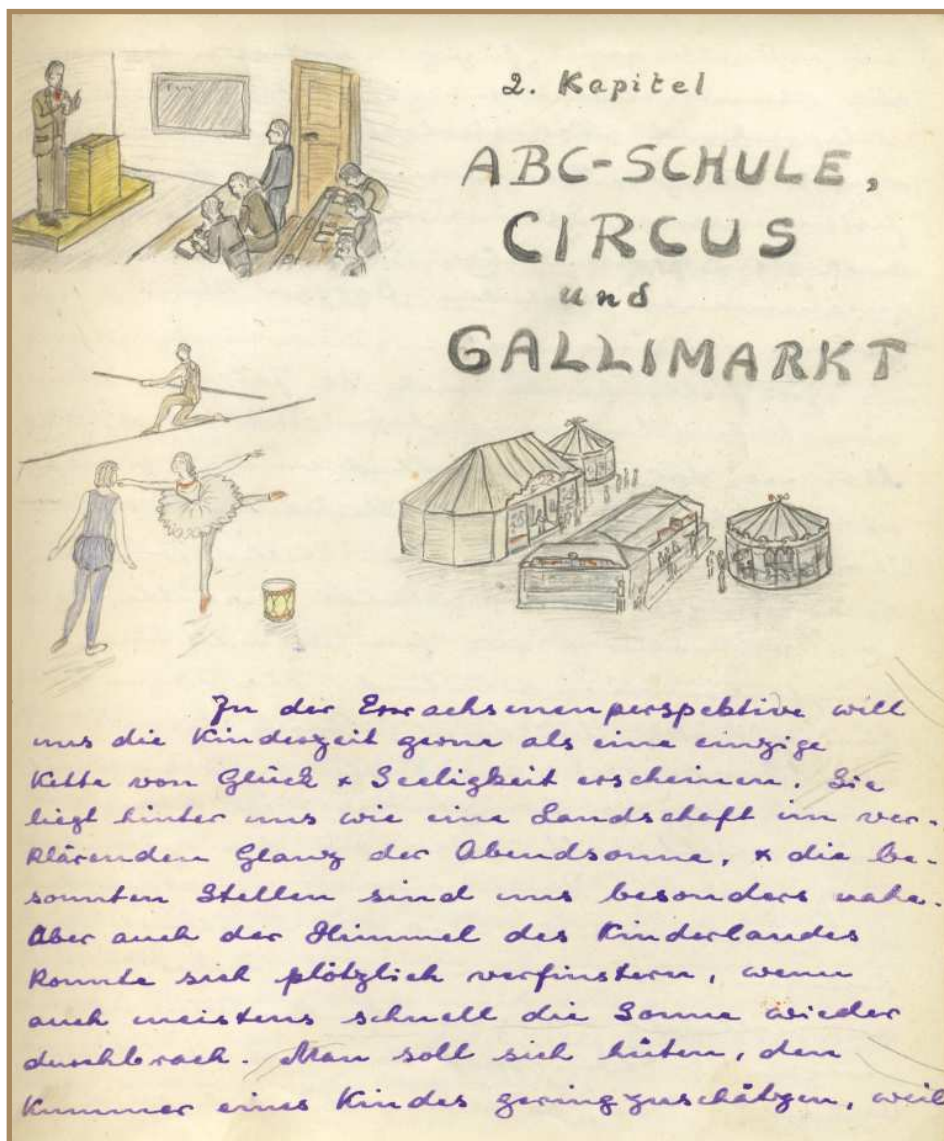 2. Kapitel
ABC-SCHULE,
CIRCUS
und
GALLIMARKT
In der Erwachsenenperspektive will
uns die Kinderzeit gerne als eine einzige
Kette von Glück & Seeligkeit erscheinen. Sie
liegt hinter uns wie eine Landschaft im ver-
klärenden Glanz der Abendsonne, & die be-
sonnten Stellen sind uns besonders nahe.
Aber auch der Himmel des Kinderlandes
konnte sich plötzlich verfinstern, wenn
auch meistens schnell die Sonne wieder
durchbrach. Man soll sich hüten, den
Kummer eines Kindes geringzuschätzen, weil